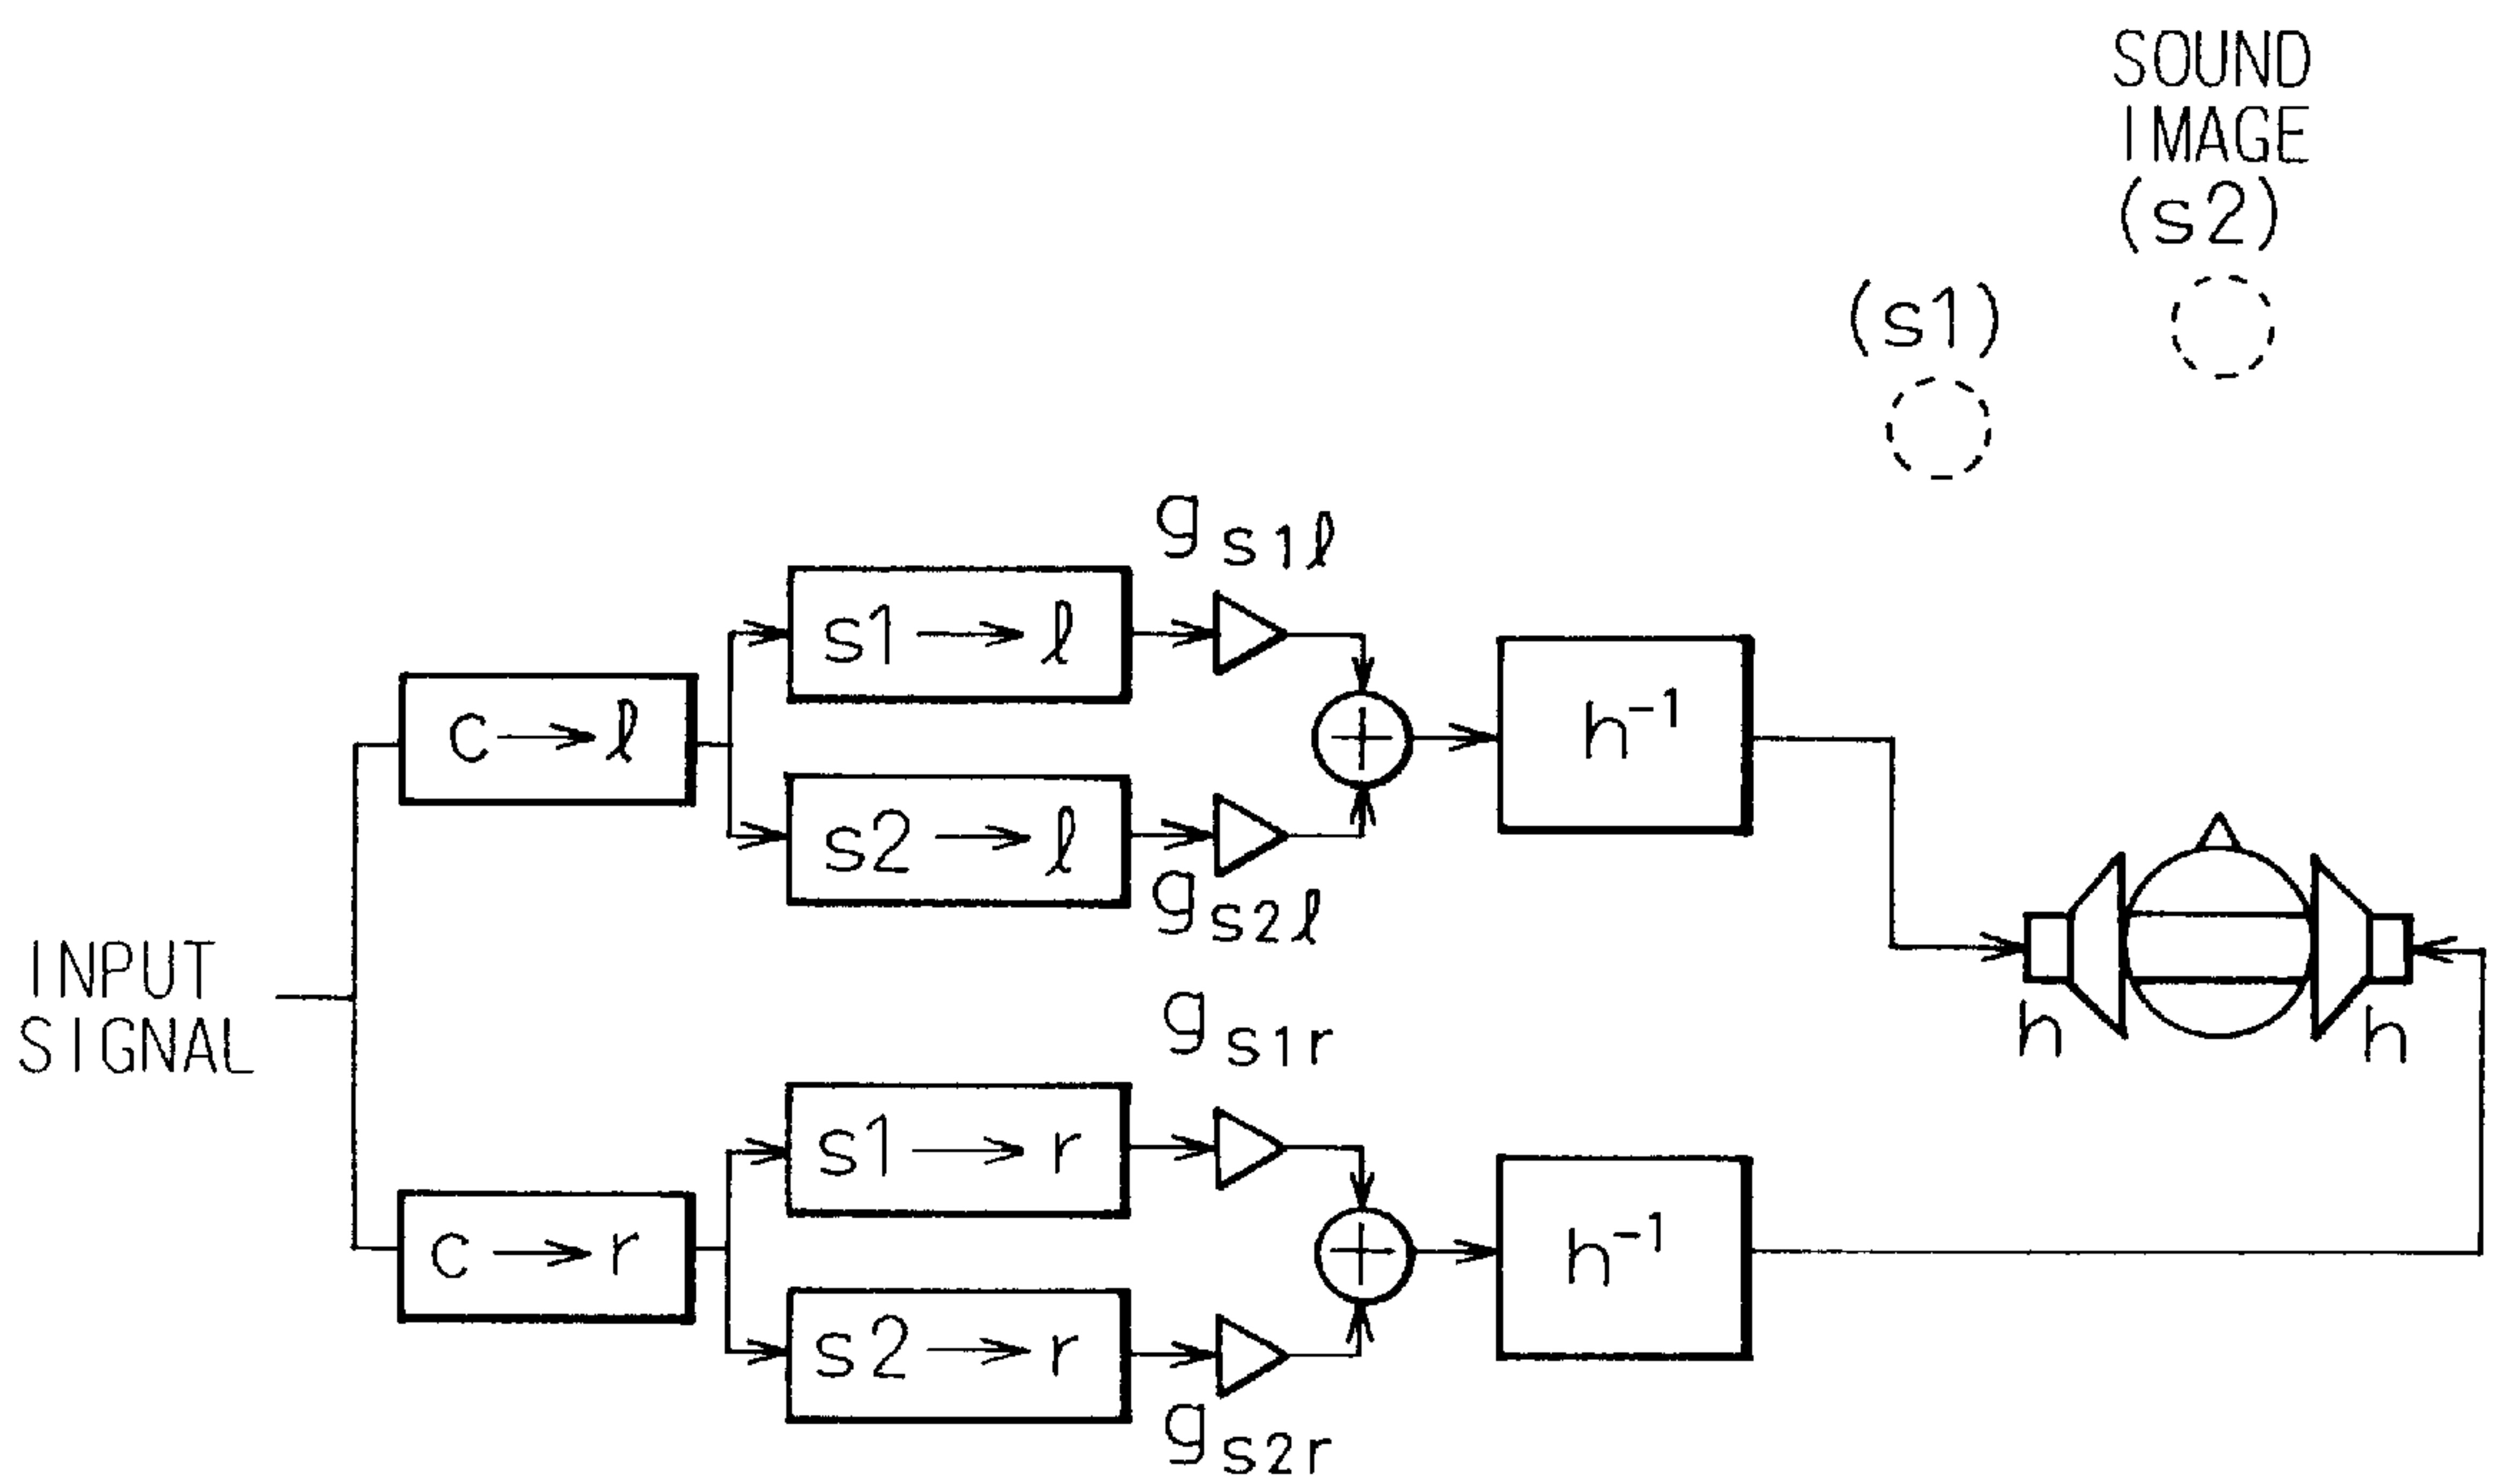 SOUND
IMAGE
(s2)
(s1)
g s1ℓ
s1 → ℓ
c → ℓ
h⁻¹
s2 → ℓ
g s2ℓ
INPUT
SIGNAL
g s1r
h
h
s1 → r
c → r
h⁻¹
s2 → r
g s2r